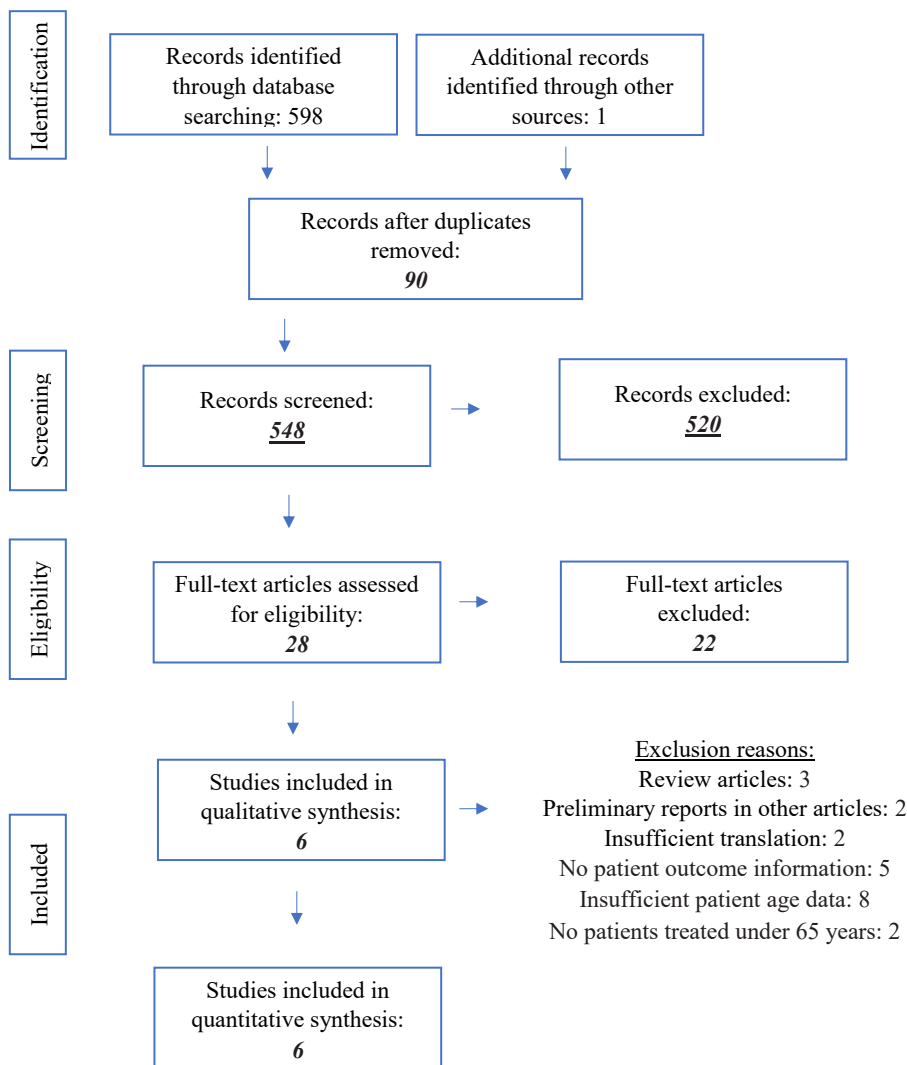 Identification
Records identified
through database
searching: 598
Additional records
identified through other
sources: 1
Records after duplicates
removed:
90
Screening
Records screened:
548
Records excluded:
520
Eligibility
Full-text articles assessed
for eligibility:
28
Full-text articles
excluded:
22
Included
Studies included in
qualitative synthesis:
6
Exclusion reasons:
Review articles: 3
Preliminary reports in other articles: 2
Insufficient translation: 2
No patient outcome information: 5
Insufficient patient age data: 8
No patients treated under 65 years: 2
Studies included in
quantitative synthesis:
6